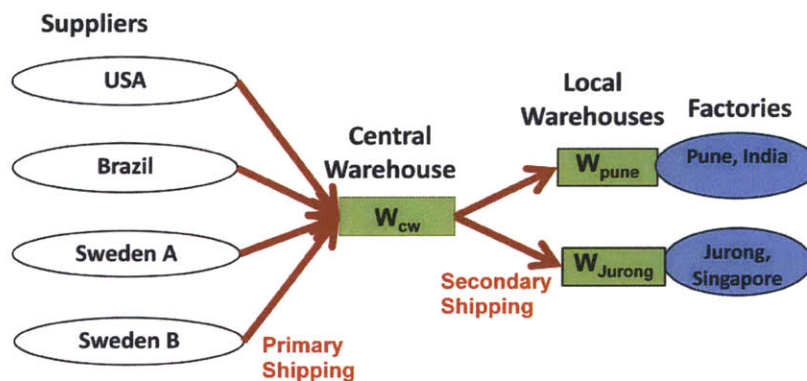 Suppliers
USA
Brazil
Sweden A
Sweden B
Primary
Shipping
Central
Warehouse
Wcw
Secondary
Shipping
Local
Warehouses
Wpune
WJurong
Factories
Pune, India
Jurong,
Singapore